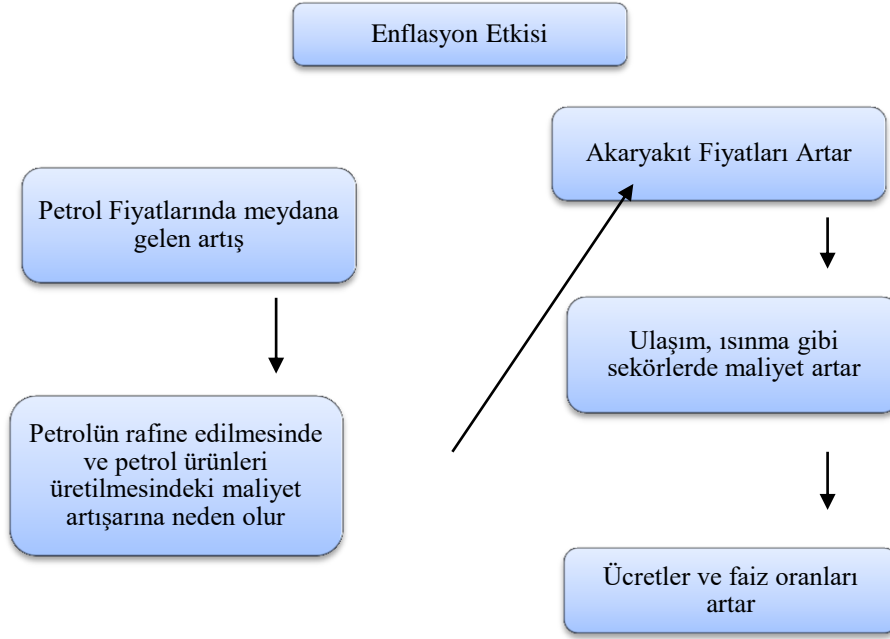 Enflasyon Etkisi
Petrol Fiyatlarında meydana
gelen artış
Petrolün rafine edilmesinde
ve petrol ürünleri
üretilmesindeki maliyet
artışarına neden olur
Akaryakıt Fiyatları Artar
Ulaşım, ısınma gibi
sekörlerde maliyet artar
Ücretler ve faiz oranları
artar